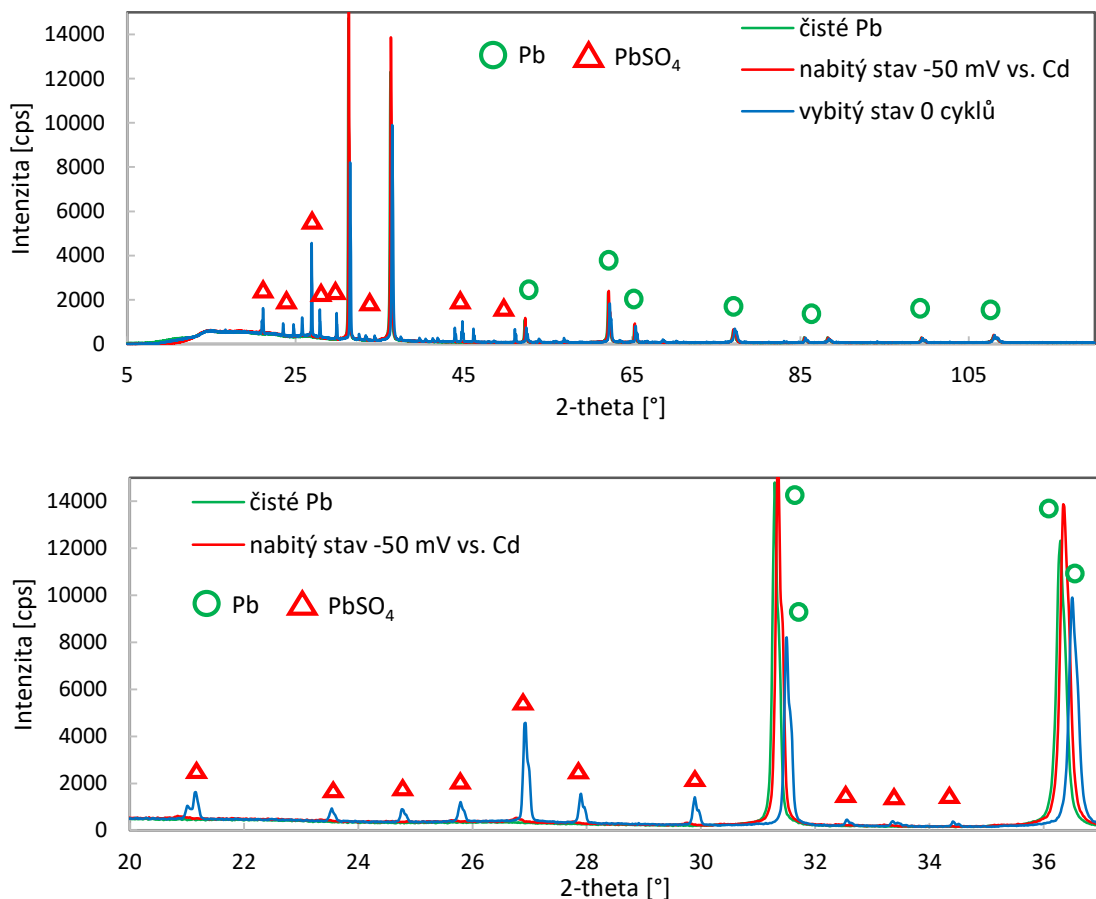 14000
12000
10000
8000
6000
4000
2000
0
Intenzita [cps]
Pb PbSO4
čisté Pb
nabitý stav -50 mV vs. Cd
vybitý stav 0 cyklů
5 25 45 65 85 105
2-theta [°]
14000
12000
10000
8000
6000
4000
2000
0
Intenzita [cps]
čisté Pb
nabitý stav -50 mV vs. Cd
Pb PbSO4
20 22 24 26 28 30 32 34 36
2-theta [°]